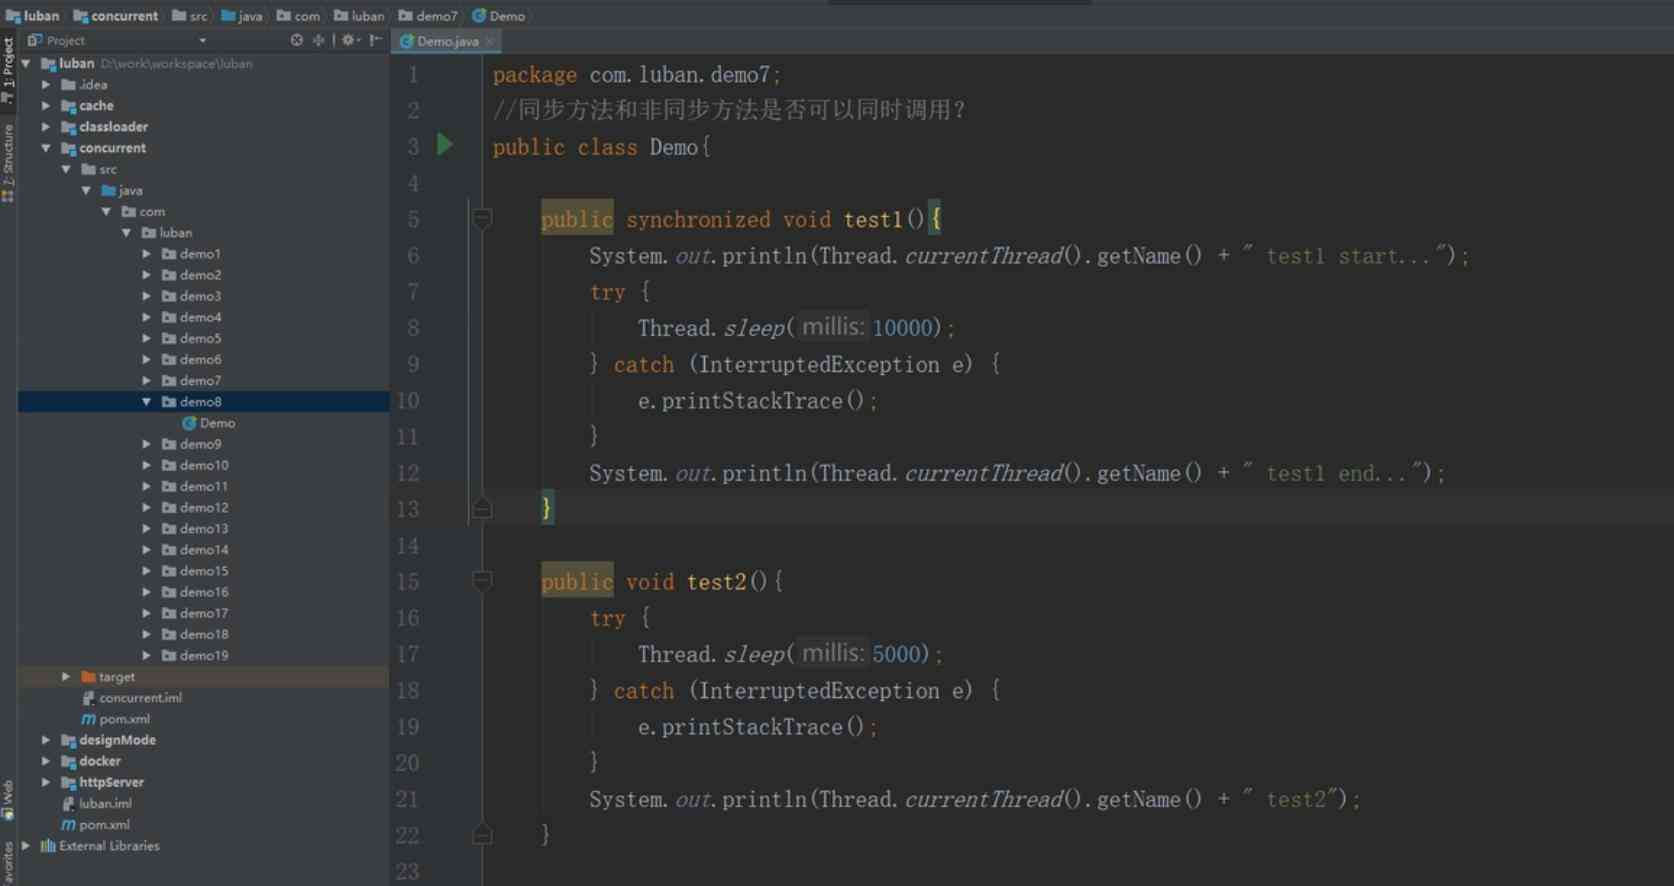 luban concurrent src java com luban demo7 Demo
Project
Demo.java
1: Project
7: Structure
Web
avorites
luban D:\work\workspace\luban
.idea
cache
classloader
concurrent
src
java
com
luban
demo1
demo2
demo3
demo4
demo5
demo6
demo7
demo8
Demo
demo9
demo10
demo11
demo12
demo13
demo14
demo15
demo16
demo17
demo18
demo19
target
concurrent.iml
pom.xml
designMode
docker
httpServer
luban.iml
pom.xml
External Libraries
1 package com.luban.demo7;
2 //同步方法和非同步方法是否可以同时调用?
3 public class Demo{
4
5 public synchronized void test1(){
6 System.out.println(Thread.currentThread().getName() + " test1 start...");
7 try {
8 Thread.sleep( millis: 10000);
9 } catch (InterruptedException e) {
10 e.printStackTrace();
11 }
12 System.out.println(Thread.currentThread().getName() + " test1 end...");
13 }
14
15 public void test2(){
16 try {
17 Thread.sleep( millis: 5000);
18 } catch (InterruptedException e) {
19 e.printStackTrace();
20 }
21 System.out.println(Thread.currentThread().getName() + " test2");
22 }
23